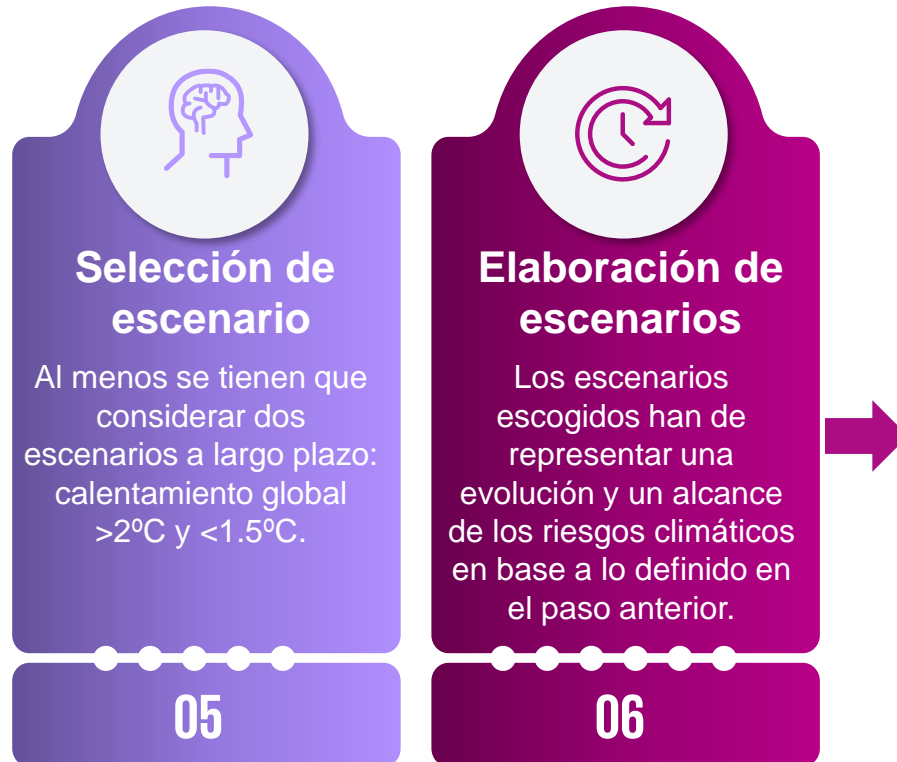 Selección de
escenario
Al menos se tienen que
considerar dos
escenarios a largo plazo:
calentamiento global
>2ºC y <1.5ºC.
05
Elaboración de
escenarios
Los escenarios
escogidos han de
representar una
evolución y un alcance
de los riesgos climáticos
en base a lo definido en
el paso anterior.
06